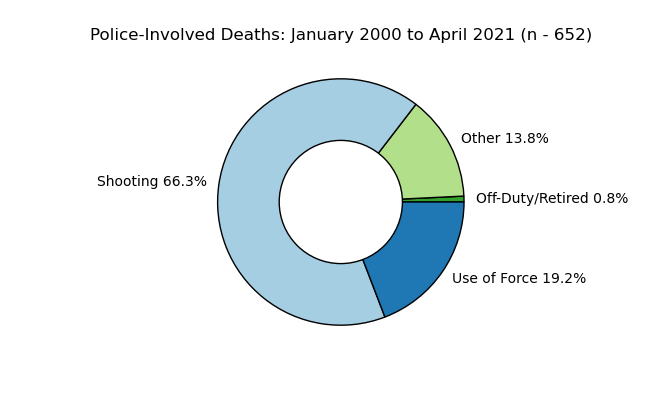 Police-Involved Deaths: January 2000 to April 2021 (n - 652)
Other 13.8%
Shooting 66.3%
Off-Duty/Retired 0.8%
Use of Force 19.2%